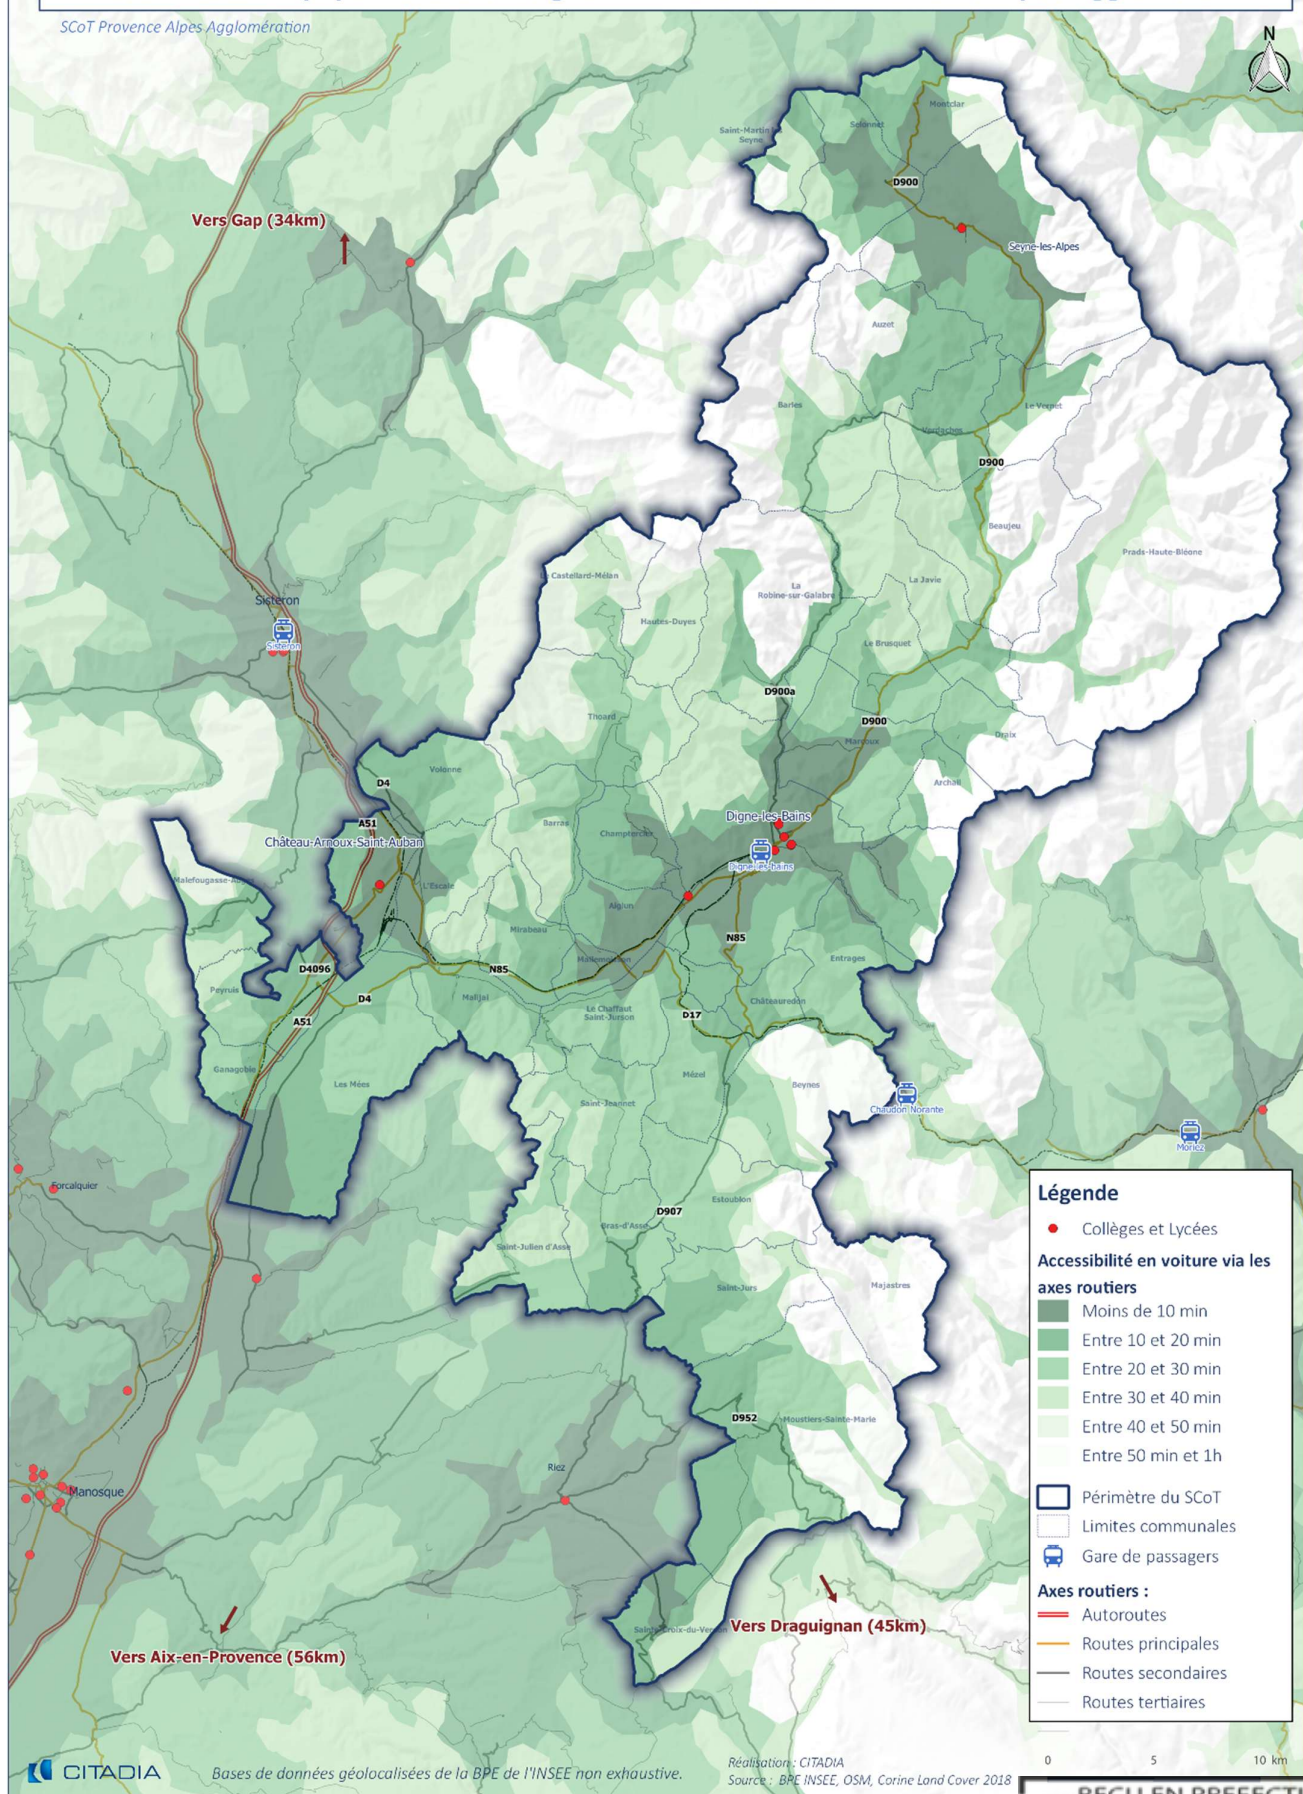 SCoT Provence Alpes Agglomération
N
Montclar
Selonnet
Saint-Martin
Seyne
D900
Vers Gap (34km)
Seyne-les-Alpes
Auzet
Barles
Le Vernet
Verdaches
D900
Beaujeu
Prads-Haute-Bléone
Castellard-Mélan
La Javie
La
Robine-sur-Galabre
Sisteron
Hautes-Duyes
Sisteron
Le Brusquet
D900a
Thoard
D900
Draix
Marcoux
Volonne
D4
Archail
Digne-les-Bains
A51
Barras
Champtercier
Château-Arnoux-Saint-Auban
Digne-les-bains
Malefougasse-Au
L'Escale
Aiglun
Mirabeau
N85
Mallemoisson
Entrages
D4096
N85
Peyruis
D4
Malijai
Châteauredon
Le Chaffaut
Saint-Jurson
D17
A51
Ganagobie
Mézel
Les Mées
Beynes
Saint-Jeannet
Chaudon Norante
Moriez
Forcalquier
Estoublon
D907
Bras-d'Asse
Saint-Julien d'Asse
Saint-Jurs
Majastres
D952
Moustiers-Sainte-Marie
Riez
Manosque
Vers Draguignan (45km)
Vers Aix-en-Provence (56km)
Légende
Collèges et Lycées
Accessibilité en voiture via les
axes routiers
Moins de 10 min
Entre 10 et 20 min
Entre 20 et 30 min
Entre 30 et 40 min
Entre 40 et 50 min
Entre 50 min et 1h
Périmètre du SCoT
Limites communales
Gare de passagers
Axes routiers :
Autoroutes
Routes principales
Routes secondaires
Routes tertiaires
0 5 10 km
CITADIA
Bases de données géolocalisées de la BPE de l'INSEE non exhaustive.
Réalisation : CITADIA
Source : BPE INSEE, OSM, Corine Land Cover 2018